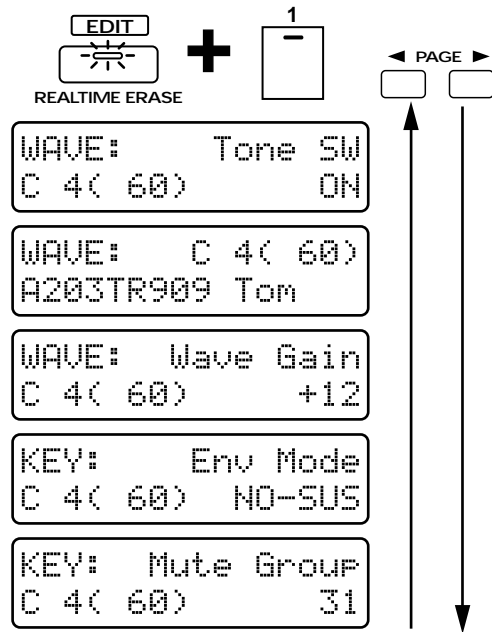 EDIT
REALTIME ERASE
+
1
◄ PAGE ►
WAVE: Tone SW
C 4( 60) ON
WAVE: C 4( 60)
A203TR909 Tom
WAVE: Wave Gain
C 4( 60) +12
KEY: Env Mode
C 4( 60) NO-SUS
KEY: Mute Group
C 4( 60) 31